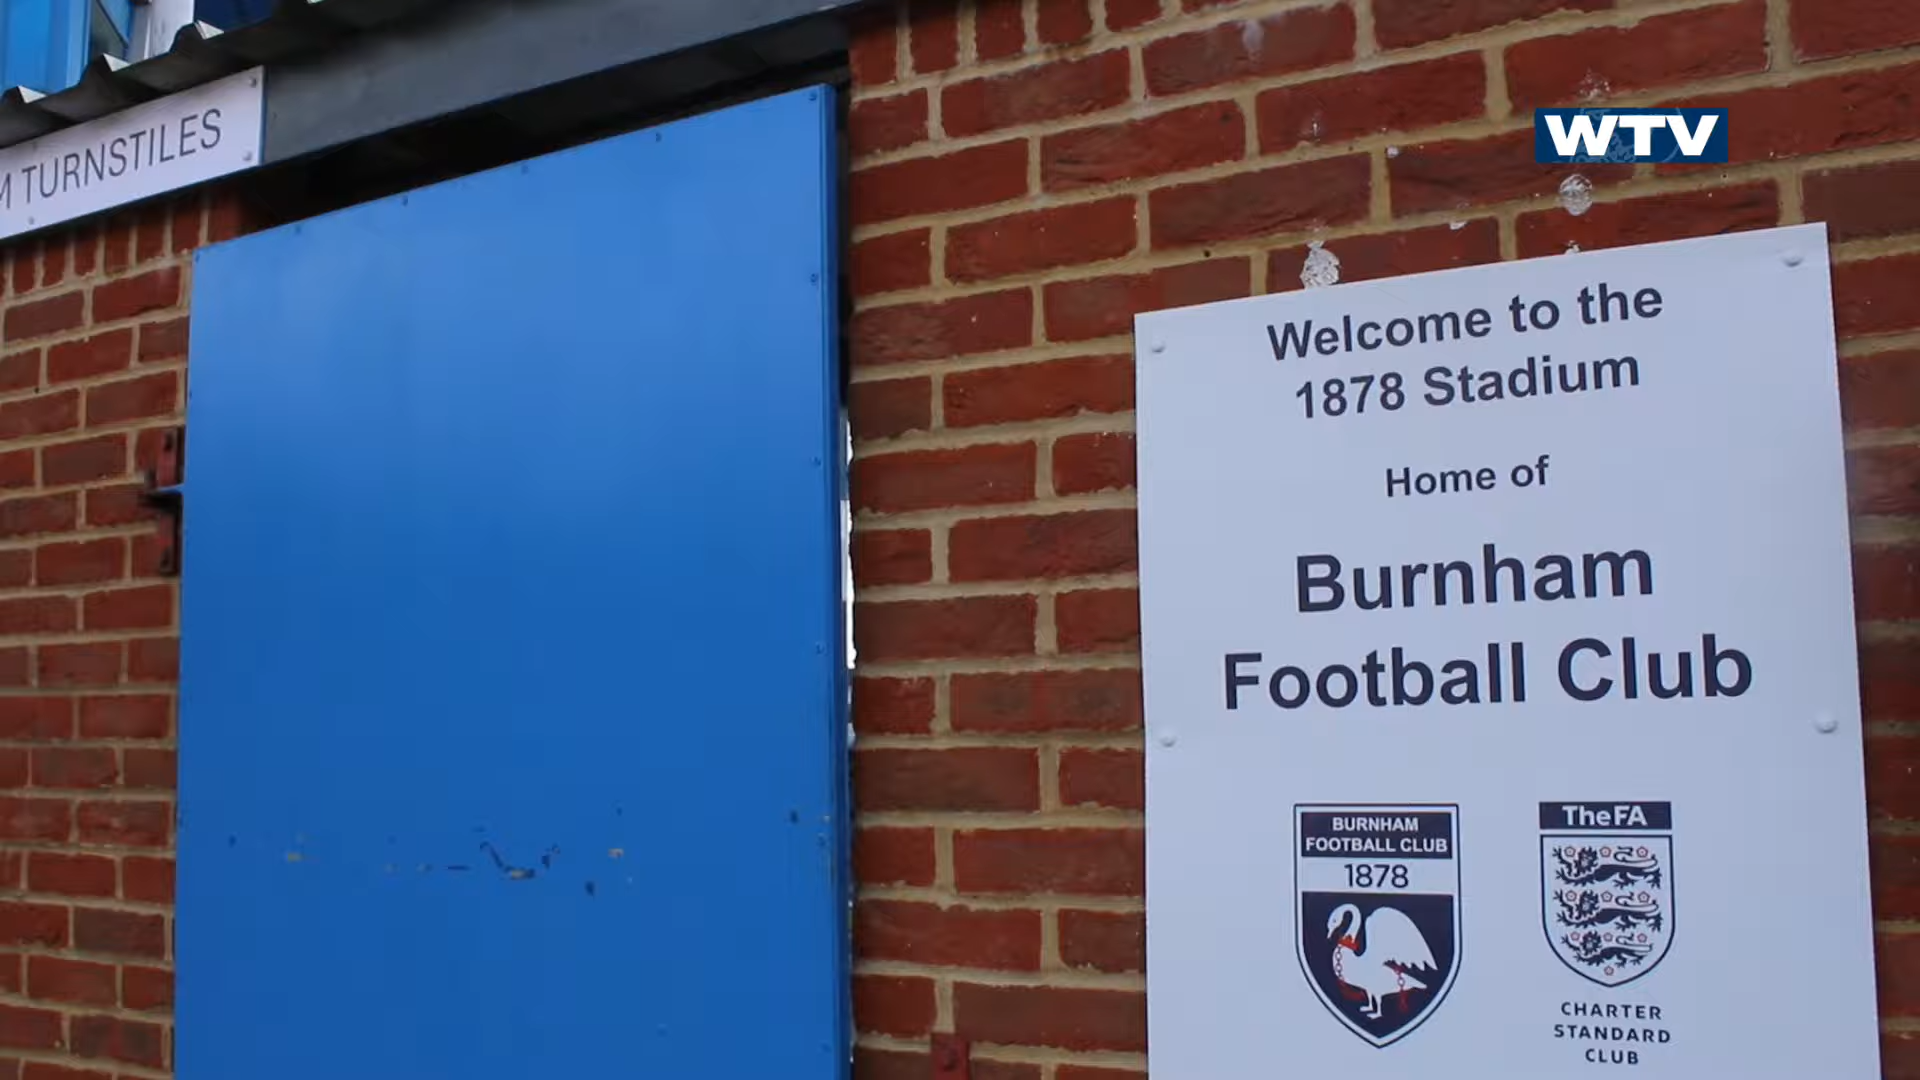 TURNSTILES
WTV
Welcome to the
1878 Stadium
Home of
Burnham
Football Club
BURNHAM
FOOTBALL CLUB
1878
TheFA
CHARTER
STANDARD
CLUB